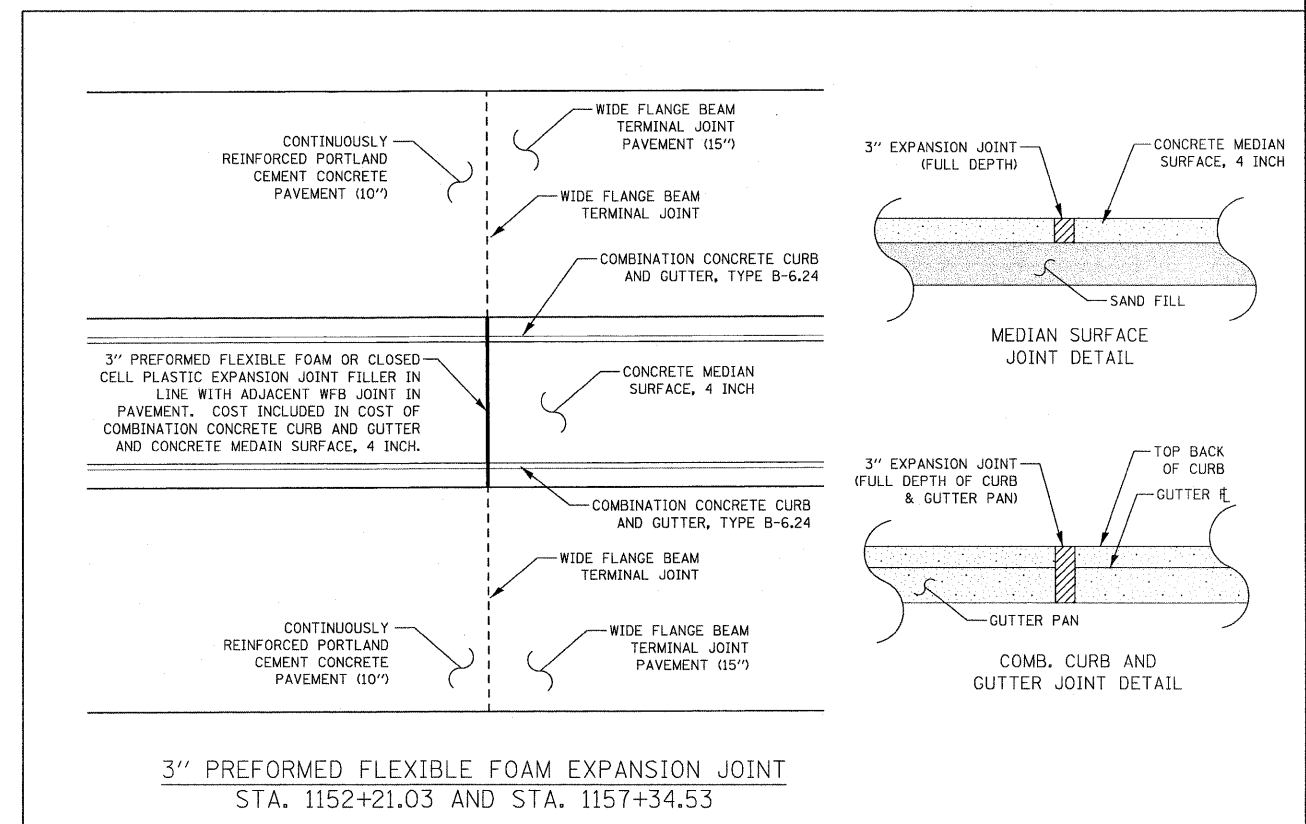 CONTINUOUSLY
REINFORCED PORTLAND
CEMENT CONCRETE
PAVEMENT (10")
WIDE FLANGE BEAM
TERMINAL JOINT
PAVEMENT (15")
WIDE FLANGE BEAM
TERMINAL JOINT
COMBINATION CONCRETE CURB
AND GUTTER, TYPE B-6.24
3" PREFORMED FLEXIBLE FOAM OR CLOSED
CELL PLASTIC EXPANSION JOINT FILLER IN
LINE WITH ADJACENT WFB JOINT IN
PAVEMENT. COST INCLUDED IN COST OF
COMBINATION CONCRETE CURB AND GUTTER
AND CONCRETE MEDAIN SURFACE, 4 INCH.
CONCRETE MEDIAN
SURFACE, 4 INCH
COMBINATION CONCRETE CURB
AND GUTTER, TYPE B-6.24
WIDE FLANGE BEAM
TERMINAL JOINT
CONTINUOUSLY
REINFORCED PORTLAND
CEMENT CONCRETE
PAVEMENT (10")
WIDE FLANGE BEAM
TERMINAL JOINT
PAVEMENT (15")
3" PREFORMED FLEXIBLE FOAM EXPANSION JOINT
STA. 1152+21.03 AND STA. 1157+34.53
3" EXPANSION JOINT
(FULL DEPTH)
CONCRETE MEDIAN
SURFACE, 4 INCH
SAND FILL
MEDIAN SURFACE
JOINT DETAIL
3" EXPANSION JOINT
(FULL DEPTH OF CURB
& GUTTER PAN)
TOP BACK
OF CURB
GUTTER ⅊
GUTTER PAN
COMB. CURB AND
GUTTER JOINT DETAIL